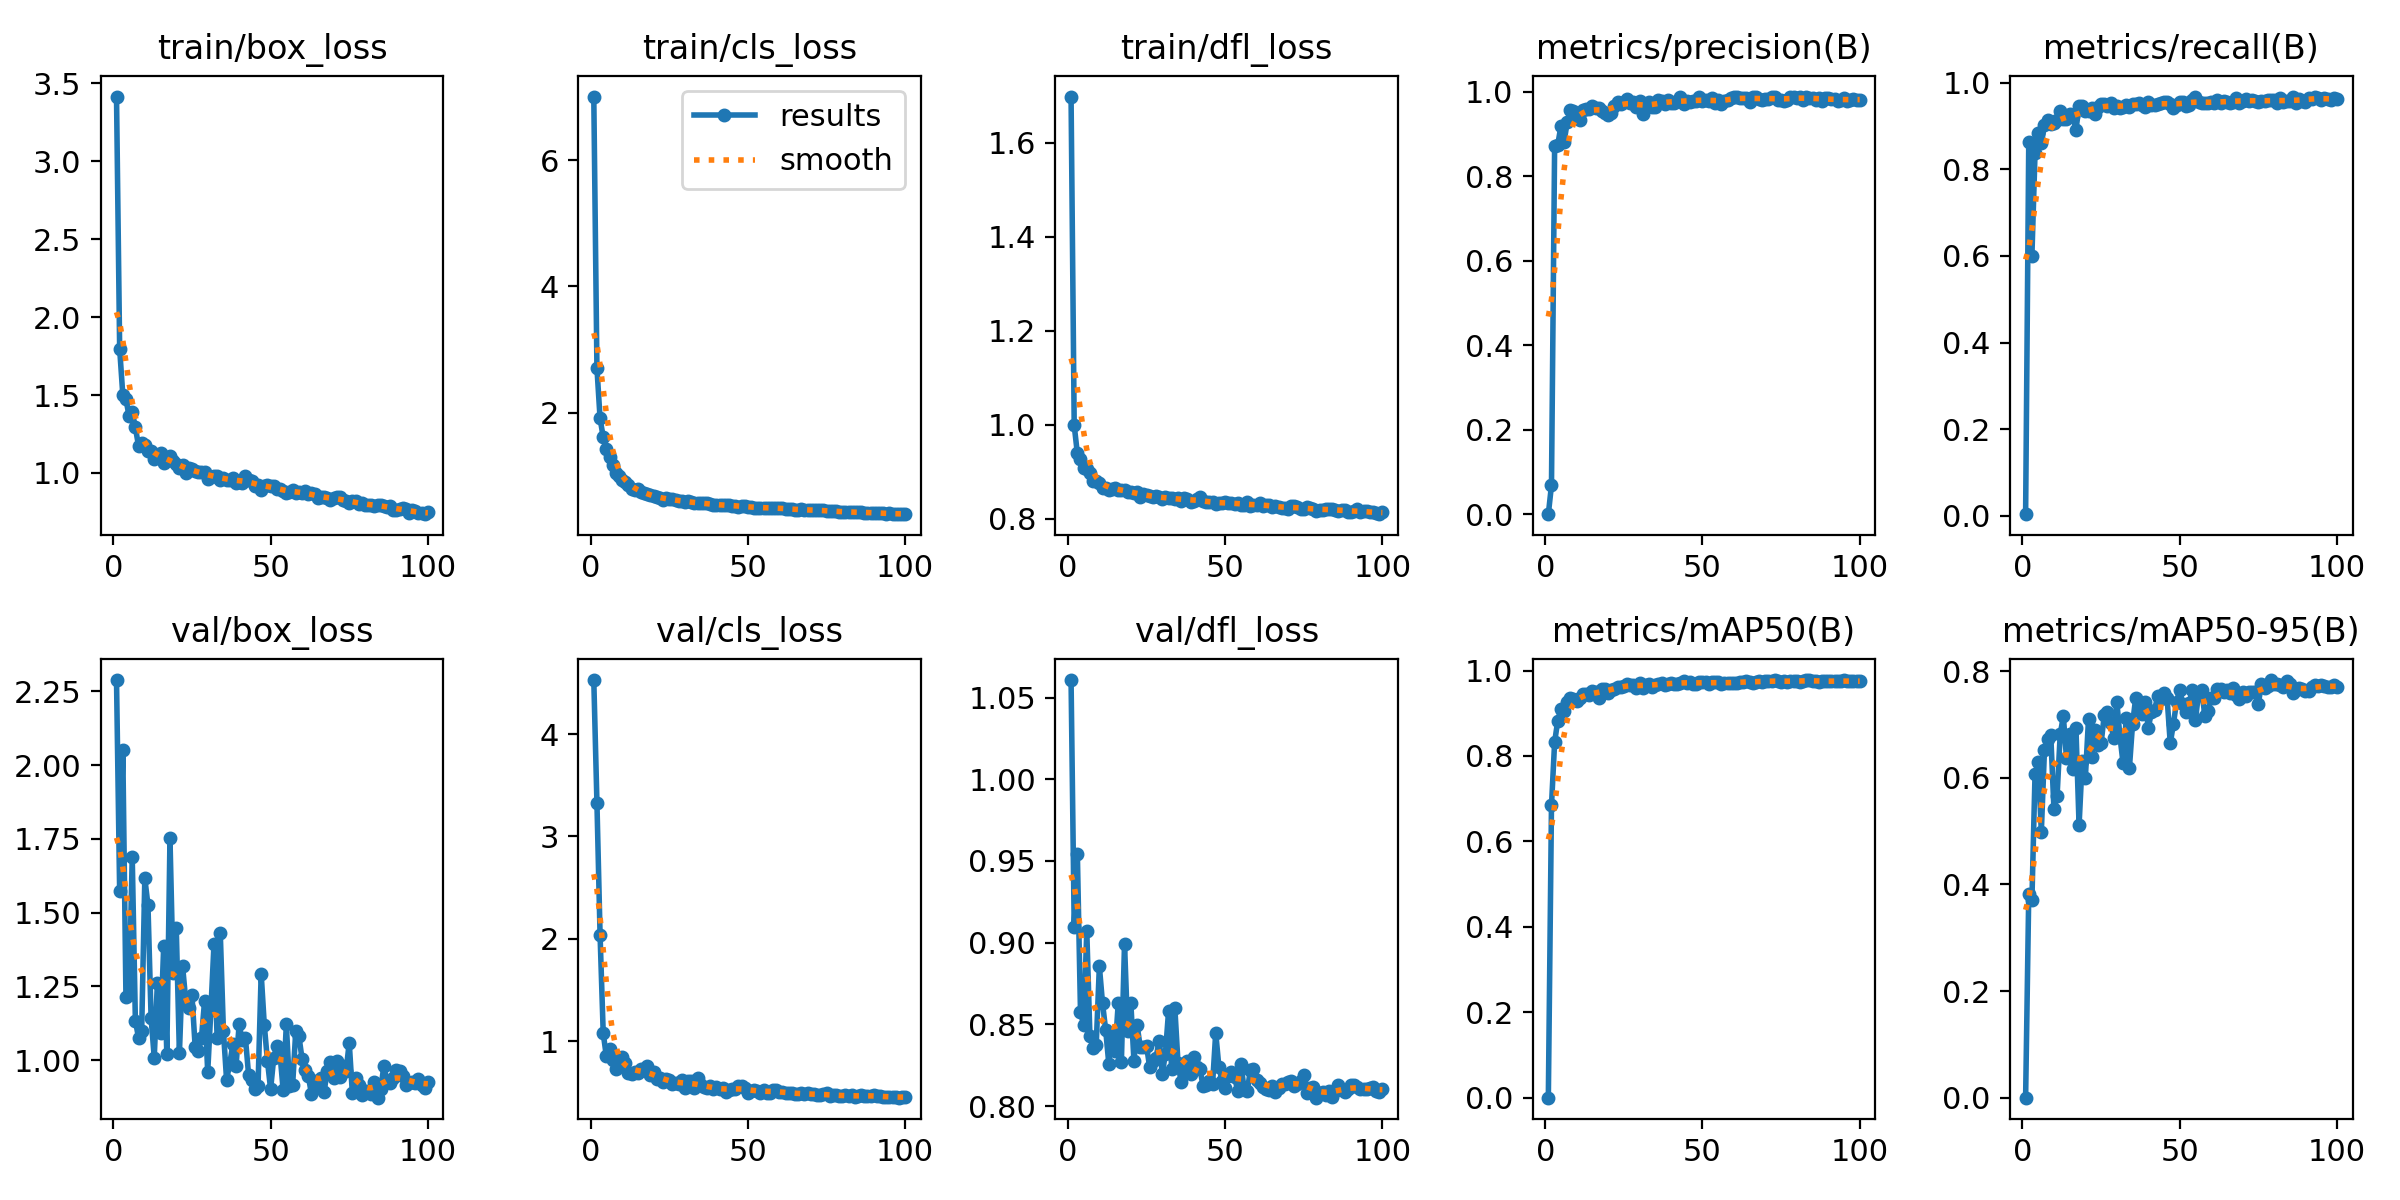 train/box_loss
3.5
3.0
2.5
2.0
1.5
1.0
0 50 100
train/cls_loss
results
smooth
6
4
2
0 50 100
train/dfl_loss
1.6
1.4
1.2
1.0
0.8
0 50 100
metrics/precision(B)
1.0
0.8
0.6
0.4
0.2
0.0
0 50 100
metrics/recall(B)
1.0
0.8
0.6
0.4
0.2
0.0
0 50 100
val/box_loss
2.25
2.00
1.75
1.50
1.25
1.00
0 50 100
val/cls_loss
4
3
2
1
0 50 100
val/dfl_loss
1.05
1.00
0.95
0.90
0.85
0.80
0 50 100
metrics/mAP50(B)
1.0
0.8
0.6
0.4
0.2
0.0
0 50 100
metrics/mAP50-95(B)
0.8
0.6
0.4
0.2
0.0
0 50 100